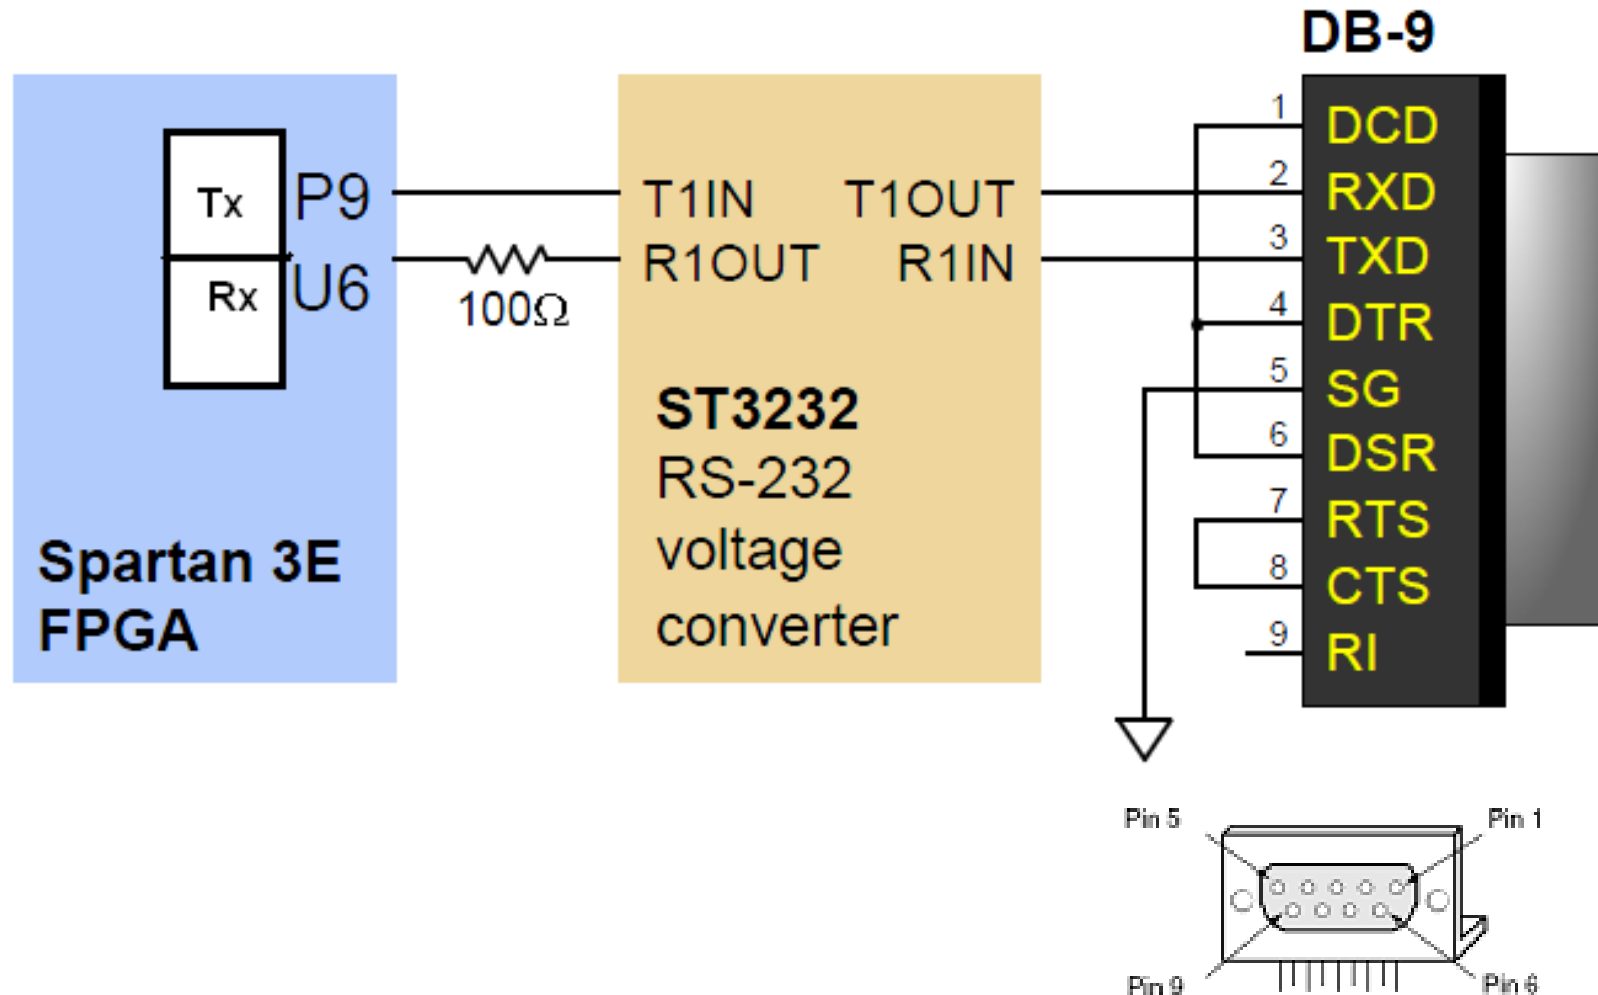 DB-9
Tx
P9
Rx
U6
100Ω
Spartan 3E
FPGA
T1IN
T1OUT
R1OUT
R1IN
ST3232
RS-232
voltage
converter
1 DCD
2 RXD
3 TXD
4 DTR
5 SG
6 DSR
7 RTS
8 CTS
9 RI
Pin 5
Pin 1
Pin 9
Pin 6